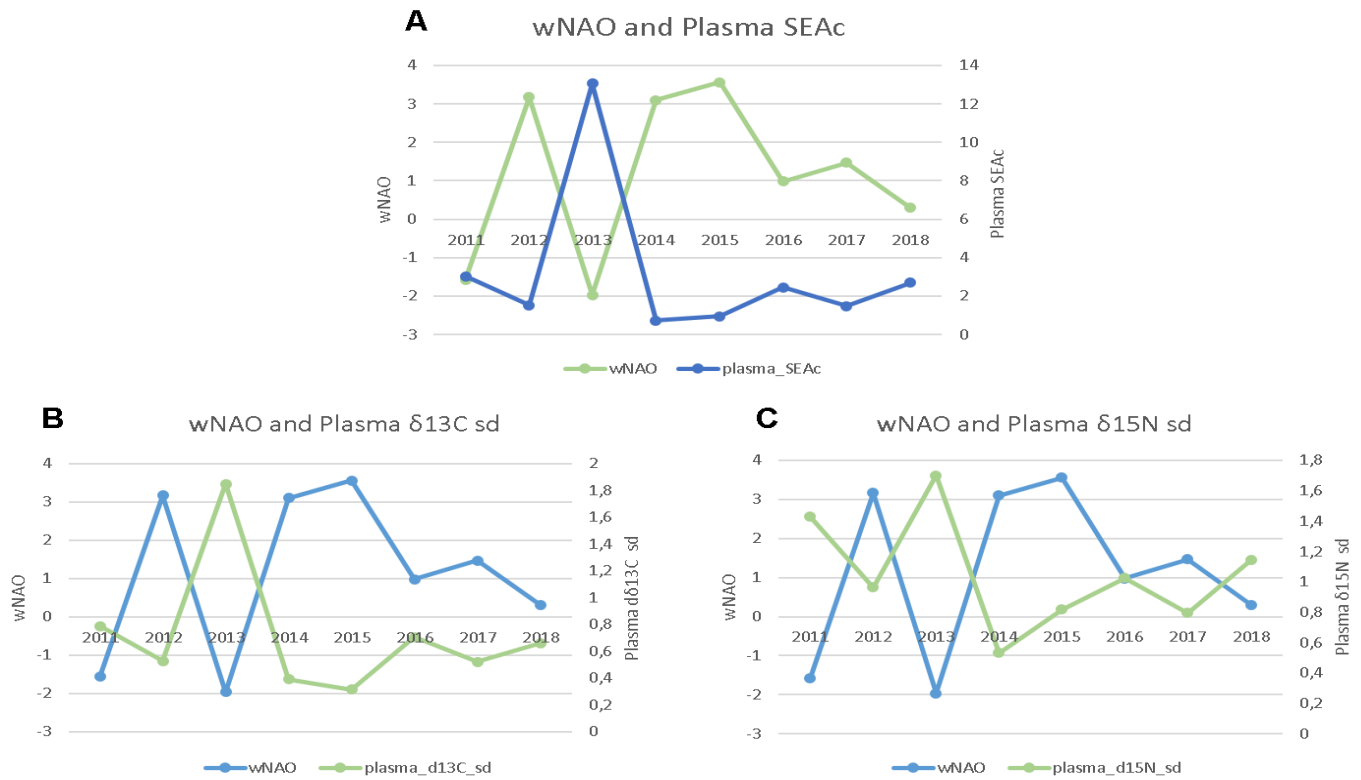 A
wNAO and Plasma SEAc
4
3
2
1
0
-1
-2
-3
wNAO
14
12
10
8
6
4
2
0
Plasma SEAc
2011 2012 2013 2014 2015 2016 2017 2018
wNAO plasma_SEAc
B
wNAO and Plasma δ13C sd
4
3
2
1
0
-1
-2
-3
wNAO
2
1,8
1,6
1,4
1,2
1
0,8
0,6
0,4
0,2
0
Plasma dδ13C sd
2011 2012 2013 2014 2015 2016 2017 2018
wNAO plasma_d13C_sd
C
wNAO and Plasma δ15N sd
4
3
2
1
0
-1
-2
-3
wNAO
1,8
1,6
1,4
1,2
1
0,8
0,6
0,4
0,2
0
Plasma δ15N sd
2011 2012 2013 2014 2015 2016 2017 2018
wNAO plasma_d15N_sd